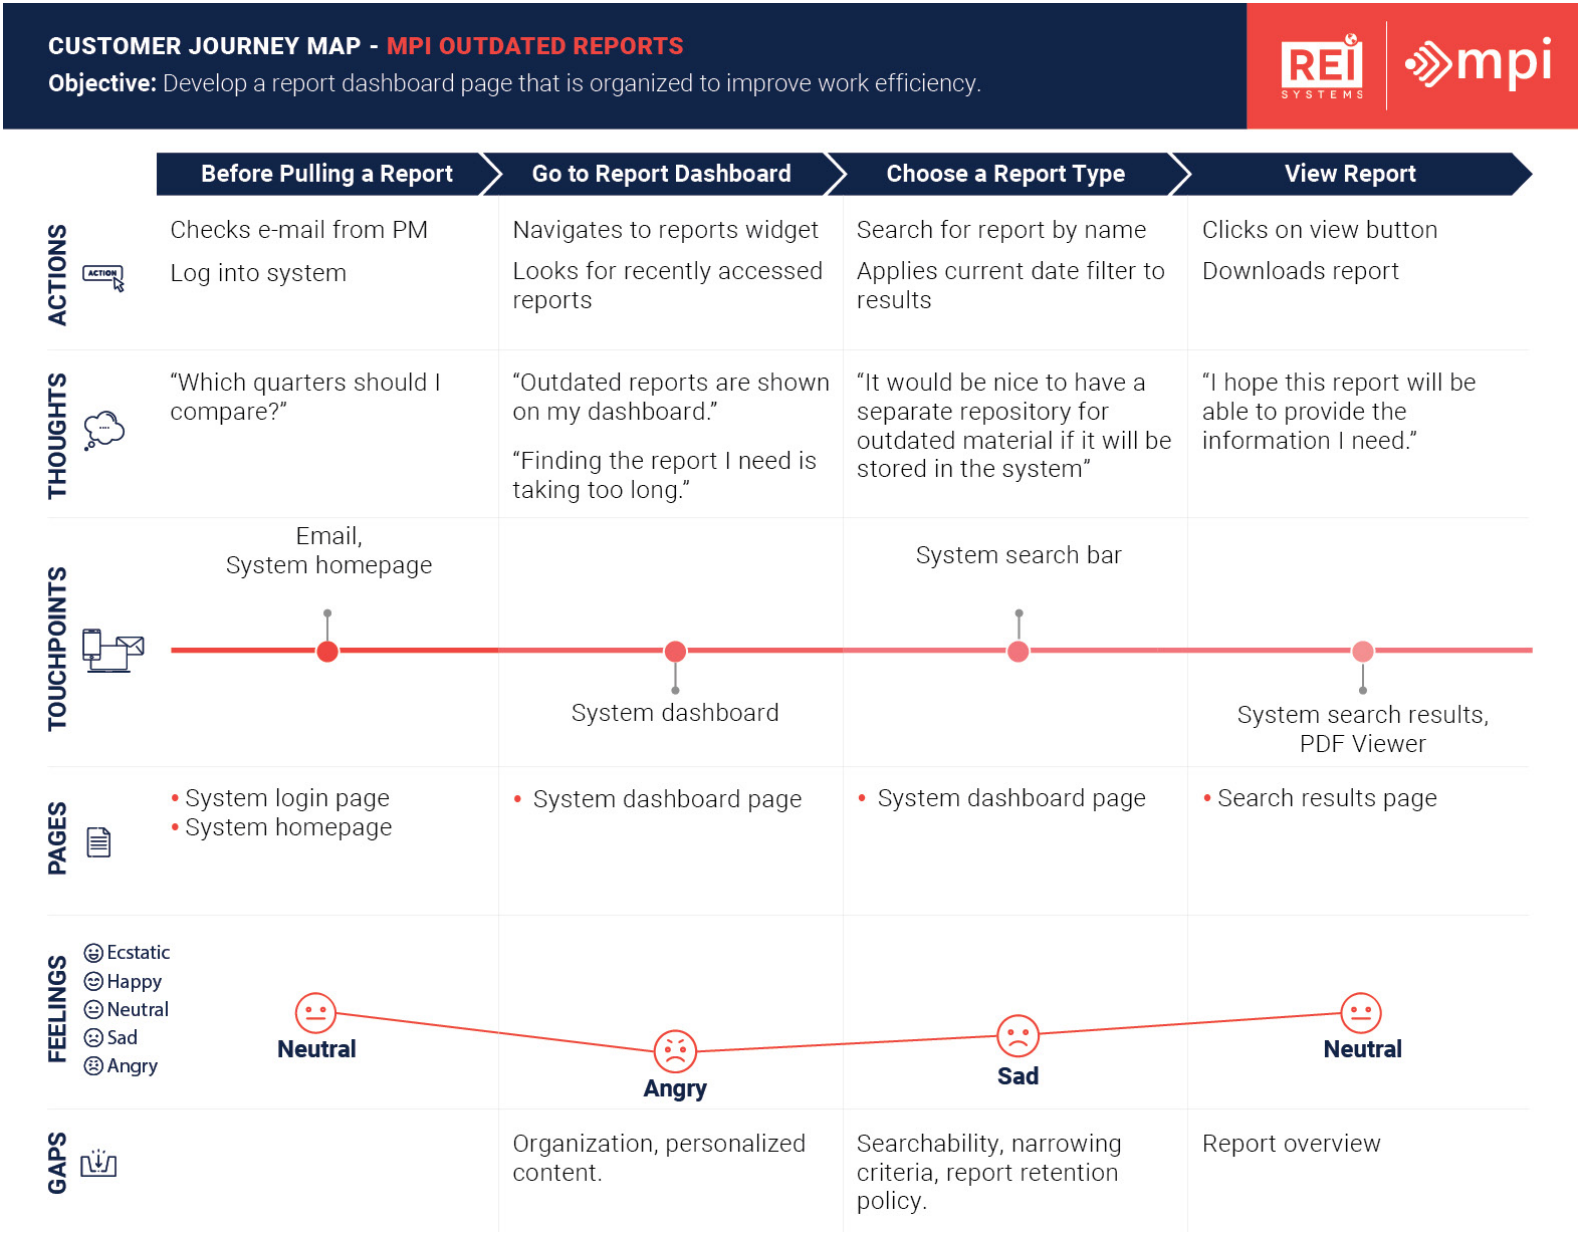 CUSTOMER JOURNEY MAP - MPI OUTDATED REPORTS
Objective: Develop a report dashboard page that is organized to improve work efficiency.
REI
SYSTEMS
mpi
Before Pulling a Report
Go to Report Dashboard
Choose a Report Type
View Report
ACTIONS
ACTION
Checks e-mail from PM
Log into system
Navigates to reports widget
Looks for recently accessed
reports
Search for report by name
Applies current date filter to
results
Clicks on view button
Downloads report
THOUGHTS
“Which quarters should I
compare?”
“Outdated reports are shown
on my dashboard.”
“Finding the report I need is
taking too long.”
“It would be nice to have a
separate repository for
outdated material if it will be
stored in the system”
“I hope this report will be
able to provide the
information I need.”
TOUCHPOINTS
Email,
System homepage
System dashboard
System search bar
System search results,
PDF Viewer
PAGES
• System login page
• System homepage
• System dashboard page
• System dashboard page
• Search results page
FEELINGS
Ecstatic
Happy
Neutral
Sad
Angry
Neutral
Angry
Sad
Neutral
GAPS
Organization, personalized
content.
Searchability, narrowing
criteria, report retention
policy.
Report overview